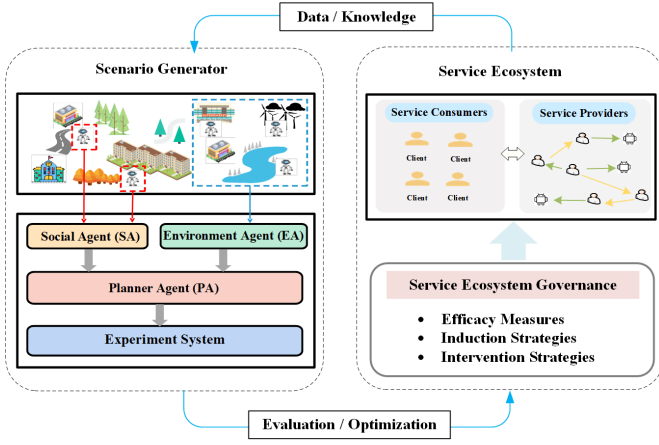 Data / Knowledge
Scenario Generator
Social Agent (SA)
Environment Agent (EA)
Planner Agent (PA)
Experiment System
Service Ecosystem
Service Consumers
Service Providers
Client
Client
Client
Client
Service Ecosystem Governance
• Efficacy Measures
• Induction Strategies
• Intervention Strategies
Evaluation / Optimization